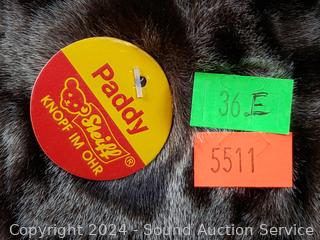 Paddy
Steiff ®
KNOPF IM OHR
36 E
5511
Copyright 2024 - Sound Auction Service